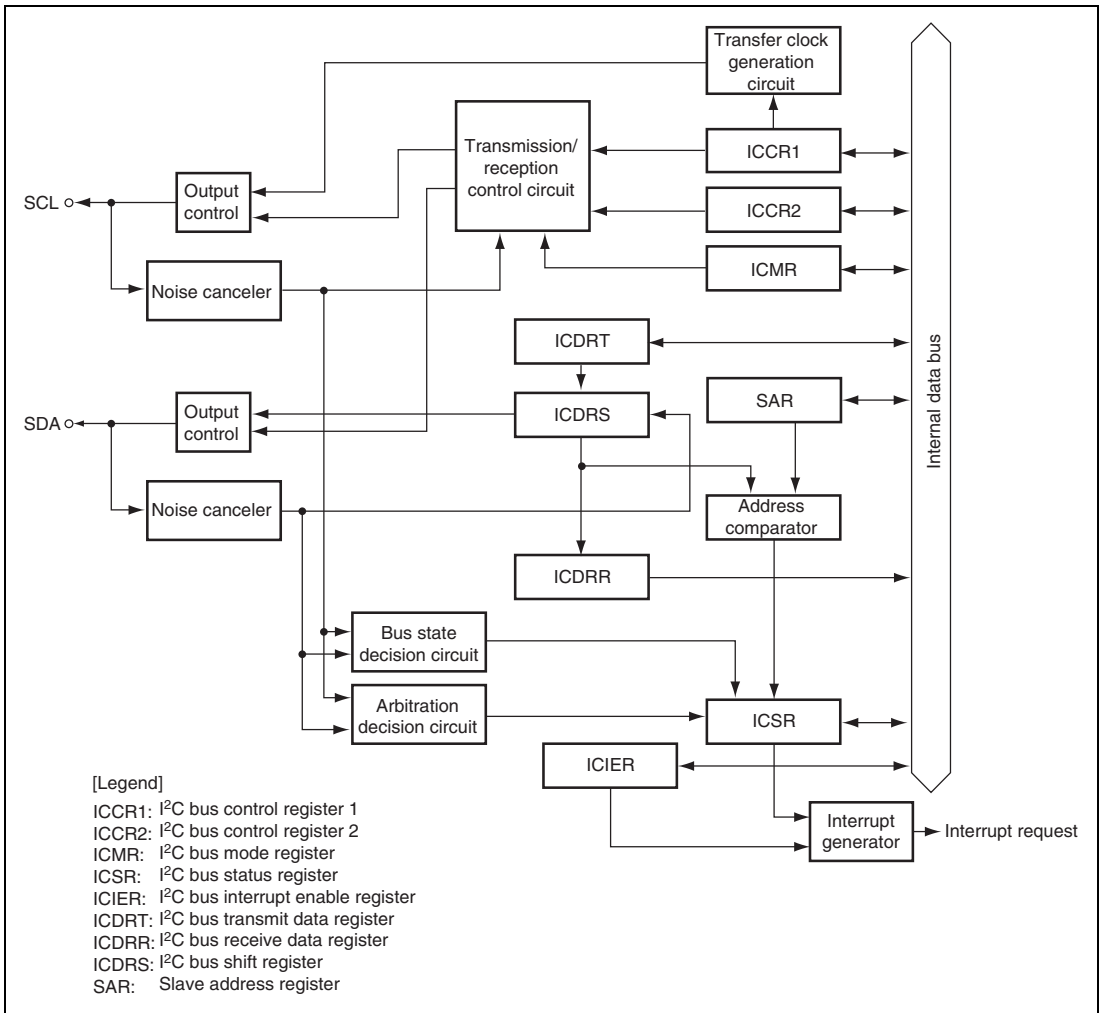 Transfer clock
generation
circuit
Transmission/
reception
control circuit
ICCR1
Output
control
SCL
ICCR2
ICMR
Noise canceler
ICDRT
Internal data bus
SAR
Output
control
ICDRS
SDA
Noise canceler
Address
comparator
ICDRR
Bus state
decision circuit
Arbitration
decision circuit
ICSR
ICIER
[Legend]
ICCR1: I²C bus control register 1
ICCR2: I²C bus control register 2
ICMR: I²C bus mode register
ICSR: I²C bus status register
ICIER: I²C bus interrupt enable register
ICDRT: I²C bus transmit data register
ICDRR: I²C bus receive data register
ICDRS: I²C bus shift register
SAR: Slave address register
Interrupt
generator
Interrupt request